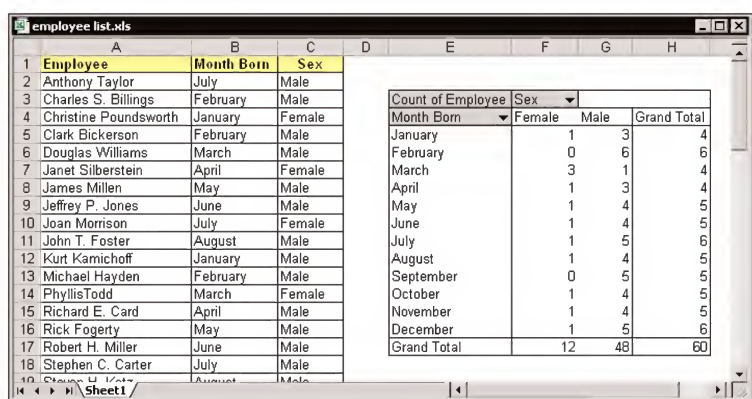 employee list.xls
A B C D E F G H
1 Employee Month Born Sex
2 Anthony Taylor July Male
3 Charles S. Billings February Male Count of Employee Sex
4 Christine Poundsworth January Female Month Born Female Male Grand Total
5 Clark Bickerson February Male January 1 3 4
6 Douglas Williams March Male February 0 6 6
7 Janet Silberstein April Female March 3 1 4
8 James Millen May Male April 1 3 4
9 Jeffrey P. Jones June Male May 1 4 5
10 Joan Morrison July Female June 1 4 5
11 John T. Foster August Male July 1 5 6
12 Kurt Kamichoff January Male August 1 4 5
13 Michael Hayden February Male September 0 5 5
14 PhyllisTodd March Female October 1 4 5
15 Richard E. Card April Male November 1 4 5
16 Rick Fogerty May Male December 1 5 6
17 Robert H. Miller June Male Grand Total 12 48 60
18 Stephen C. Carter July Male
19 Steven H. Katz August Male
Sheet1